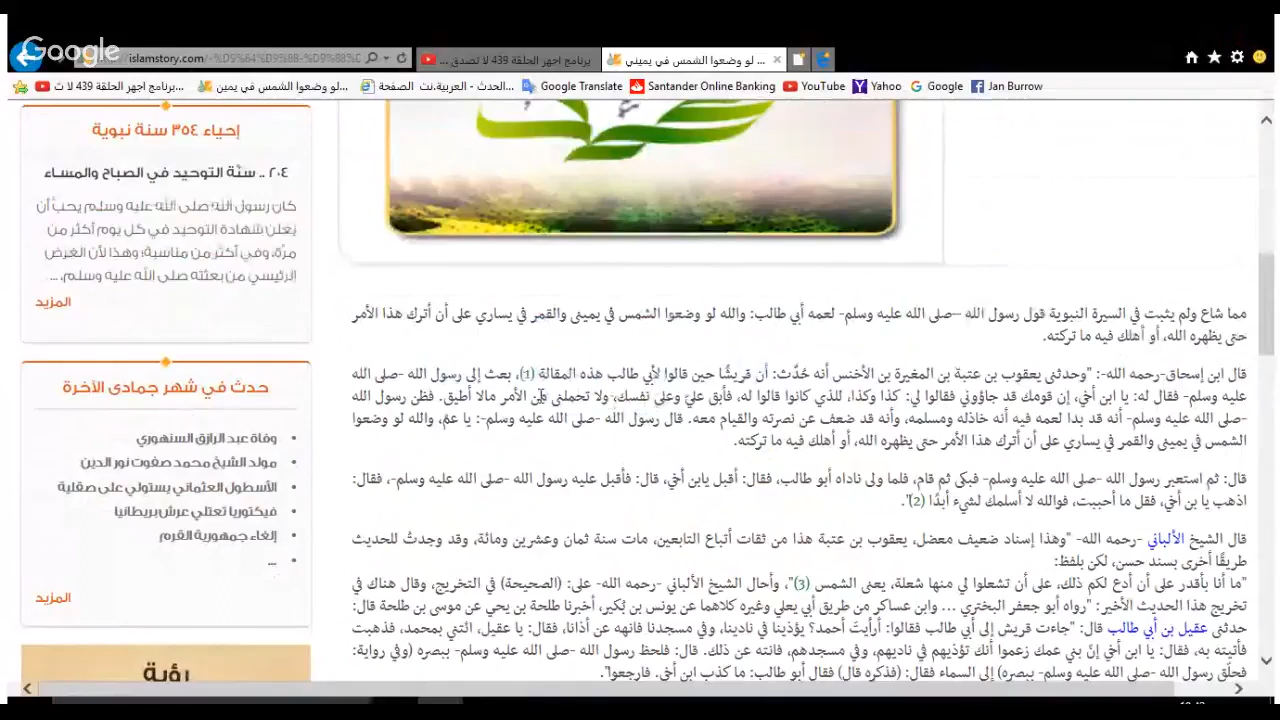 Google
islamstory.com
برنامج اجهر الحلقة 439 لا تصدق ...
لو وضعوا الشمس في يميني ...
برنامج اجهر الحلقة 439 لا ت...
لو وضعوا الشمس في يمين...
الحدث - العربية.نت الصفحة ...
Google Translate
Santander Online Banking
YouTube
Yahoo
Google
Jan Burrow
إحياء ٣٥٤ سنة نبوية
٢٠٤ .. سنَّة التوحيد في الصباح والمساء
كان رسول الله صلى الله عليه وسلم يحبُّ أن
يعلن شهادة التوحيد في كل يوم أكثر من
مرَّة، وفي أكثر من مناسبة؛ وهذا لأن الغرض
الرئيسي من بعثته صلى الله عليه وسلم، ...
المزيد
حدث في شهر جمادى الآخرة
وفاة عبد الرازق السنهوري
مولد الشيخ محمد صفوت نور الدين
الأسطول العثماني يستولي على صقلية
فيكتوريا تعتلي عرش بريطانيا
إلغاء جمهورية القرم
...
المزيد
رؤية
مما شاع ولم يثبت في السيرة النبوية قول رسول الله –صلى الله عليه وسلم- لعمه أبي طالب: والله لو وضعوا الشمس في يميني والقمر في يساري على أن أترك هذا الأمر
حتى يظهره الله، أو أهلك فيه ما تركته.
قال ابن إسحاق-رحمه الله-: "وحدثني يعقوب بن عتبة بن المغيرة بن الأخنس أنه حُدِّث: أن قريشًا حين قالوا لأبي طالب هذه المقالة (1)، بعث إلى رسول الله -صلى الله
عليه وسلم- فقال له: يا ابن أخي، إن قومك قد جاؤوني فقالوا لي: كذا وكذا، للذي كانوا قالوا له، فأبق عليّ وعلى نفسك، ولا تحملني من الأمر مالا أطيق. فظن رسول الله
-صلى الله عليه وسلم- أنه قد بدا لعمه فيه أنه خاذله ومسلمه، وأنه قد ضعف عن نصرته والقيام معه. قال رسول الله -صلى الله عليه وسلم-: يا عمّ، والله لو وضعوا
الشمس في يميني والقمر في يساري على أن أترك هذا الأمر حتى يظهره الله، أو أهلك فيه ما تركته.
قال: ثم استعبر رسول الله -صلى الله عليه وسلم- فبكى ثم قام، فلما ولى ناداه أبو طالب، فقال: أقبل يابن أخي، قال: فأقبل عليه رسول الله -صلى الله عليه وسلم-، فقال:
اذهب يا بن أخي، فقل ما أحببت، فوالله لا أسلمك لشيء أبدًا (2)".
قال الشيخ الألباني -رحمه الله- "وهذا إسناد ضعيف معضل، يعقوب بن عتبة هذا من ثقات أتباع التابعين، مات سنة ثمان وعشرين ومائة، وقد وجدتُ للحديث
طريقًا أخرى بسند حسن، لكن بلفظ:
"ما أنا بأقدر على أن أدع لكم ذلك، على أن تشعلوا لي منها شعلة، يعني الشمس (3)"، وأحال الشيخ الألباني -رحمه الله- على: (الصحيحة) في التخريج، وقال هناك في
تخريج هذا الحديث الأخير: "رواه أبو جعفر البختري ... وابن عساكر من طريق أبي يعلي وغيره كلاهما عن يونس بن بُكير، أخبرنا طلحة بن يحي عن موسى بن طلحة قال:
حدثني عقيل بن أبي طالب قال: "جاءت قريش إلى أبي طالب فقالوا: أرأيتَ أحمد؟ يؤذينا في نادينا، وفي مسجدنا فانهه عن أذانا، فقال: يا عقيل، ائتني بمحمد، فذهبت
فأتيته به، فقال: يا ابن أخي إنّ بني عمك زعموا أنك تؤذيهم في ناديهم، وفي مسجدهم، فانته عن ذلك. قال: فلحظ رسول الله -صلى الله عليه وسلم- ببصره (وفي رواية:
فحلّق رسول الله -صلى الله عليه وسلم- ببصره) إلى السماء فقال: (فذكره قال) فقال أبو طالب: ما كذب ابن أخي. فارجعوا".